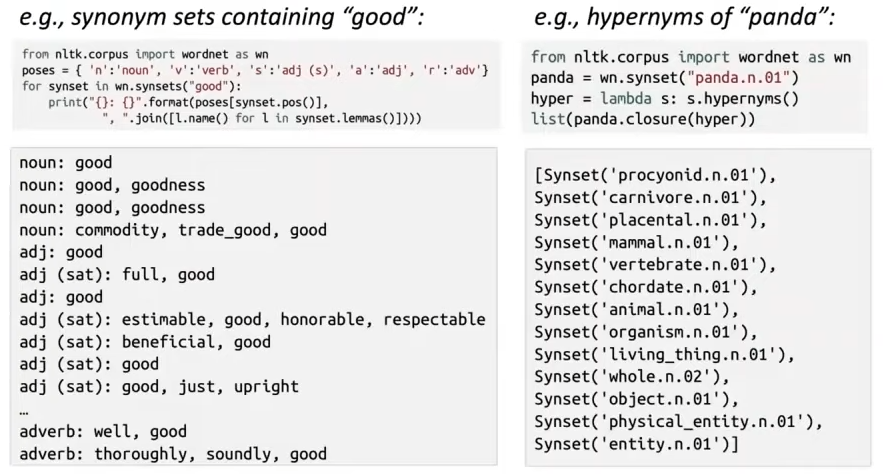 e.g., synonym sets containing “good”:
from nltk.corpus import wordnet as wn
poses = { 'n':'noun', 'v':'verb', 's':'adj (s)', 'a':'adj', 'r':'adv'}
for synset in wn.synsets("good"):
    print("{}: {}".format(poses[synset.pos()],
            ", ".join([l.name() for l in synset.lemmas()])))
noun: good
noun: good, goodness
noun: good, goodness
noun: commodity, trade_good, good
adj: good
adj (sat): full, good
adj: good
adj (sat): estimable, good, honorable, respectable
adj (sat): beneficial, good
adj (sat): good
adj (sat): good, just, upright
…
adverb: well, good
adverb: thoroughly, soundly, good
e.g., hypernyms of “panda”:
from nltk.corpus import wordnet as wn
panda = wn.synset("panda.n.01")
hyper = lambda s: s.hypernyms()
list(panda.closure(hyper))
[Synset('procyonid.n.01'),
Synset('carnivore.n.01'),
Synset('placental.n.01'),
Synset('mammal.n.01'),
Synset('vertebrate.n.01'),
Synset('chordate.n.01'),
Synset('animal.n.01'),
Synset('organism.n.01'),
Synset('living_thing.n.01'),
Synset('whole.n.02'),
Synset('object.n.01'),
Synset('physical_entity.n.01'),
Synset('entity.n.01')]